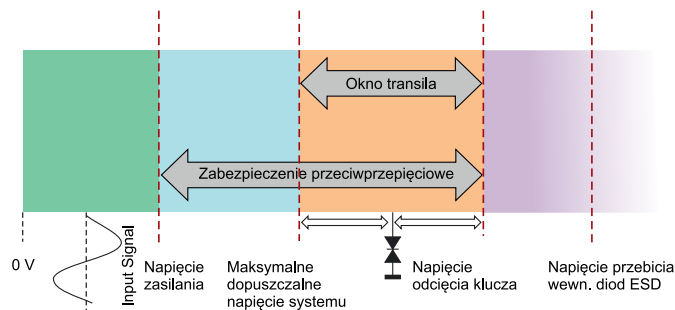 Okno transila
Zabezpieczenie przeciwprzepięciowe
0 V
Input Signal
Napięcie
zasilania
Maksymalne
dopuszczalne
napięcie systemu
Napięcie
odcięcia klucza
Napięcie przebicia
wewn. diod ESD